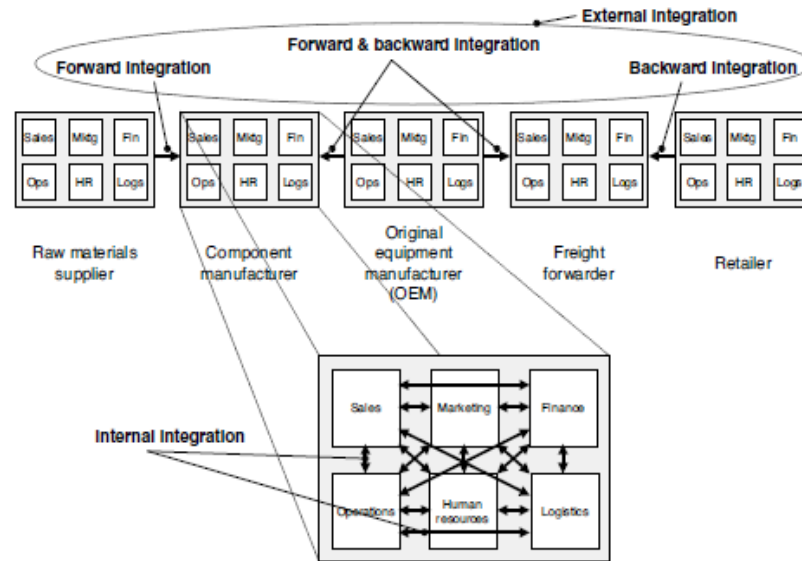 External Integration
Forward & backward Integration
Forward Integration
Backward Integration
Sales Mktg Fin
Ops HR Logs
Sales Mktg Fin
Ops HR Logs
Sales Mktg Fin
Ops HR Logs
Sales Mktg Fin
Ops HR Logs
Sales Mktg Fin
Ops HR Logs
Raw materials
supplier
Component
manufacturer
Original
equipment
manufacturer
(OEM)
Freight
forwarder
Retailer
Sales Marketing Finance
Internal Integration
Operations Human
resources Logistics